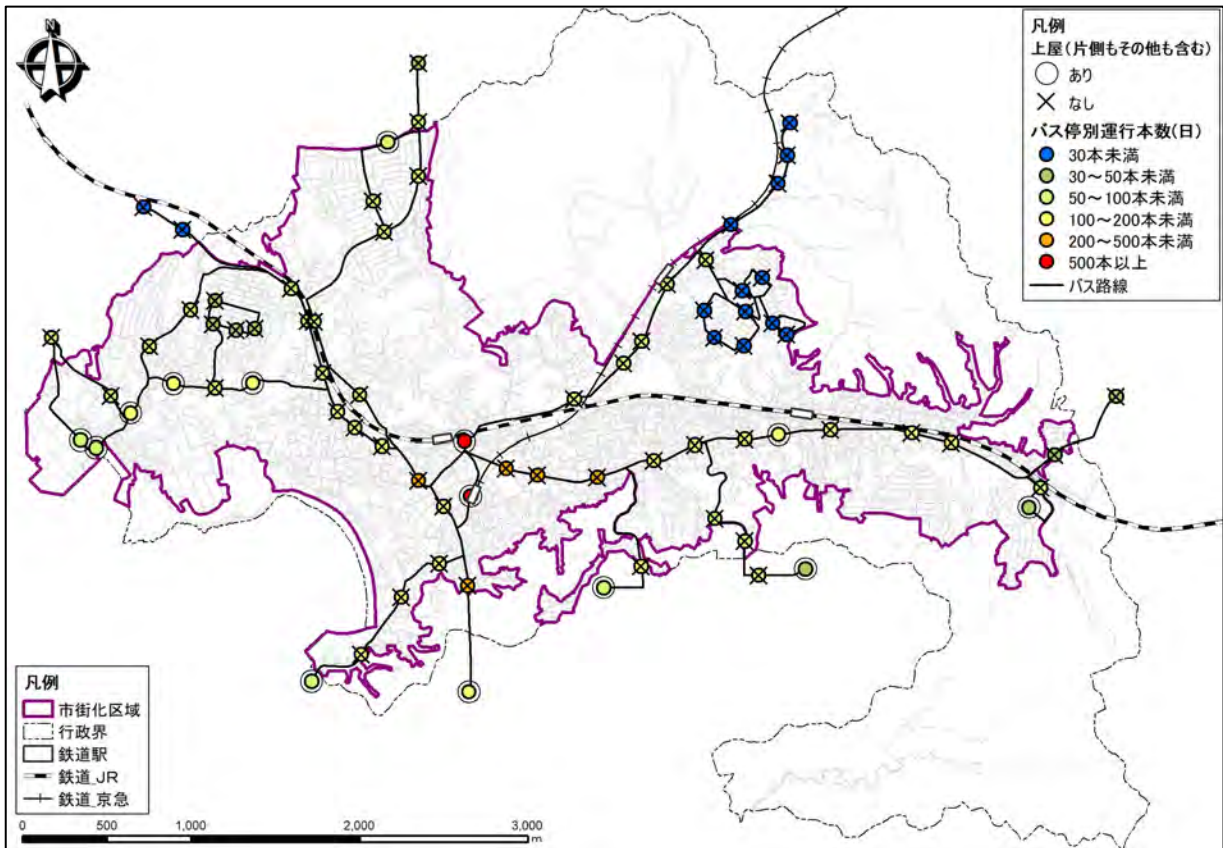 N
凡例
上屋(片側もその他も含む)
あり
なし
バス停別運行本数(日)
30本未満
30～50本未満
50～100本未満
100～200本未満
200～500本未満
500本以上
バス路線
凡例
市街化区域
行政界
鉄道駅
鉄道_JR
鉄道_京急
0 500 1,000 2,000 3,000
m